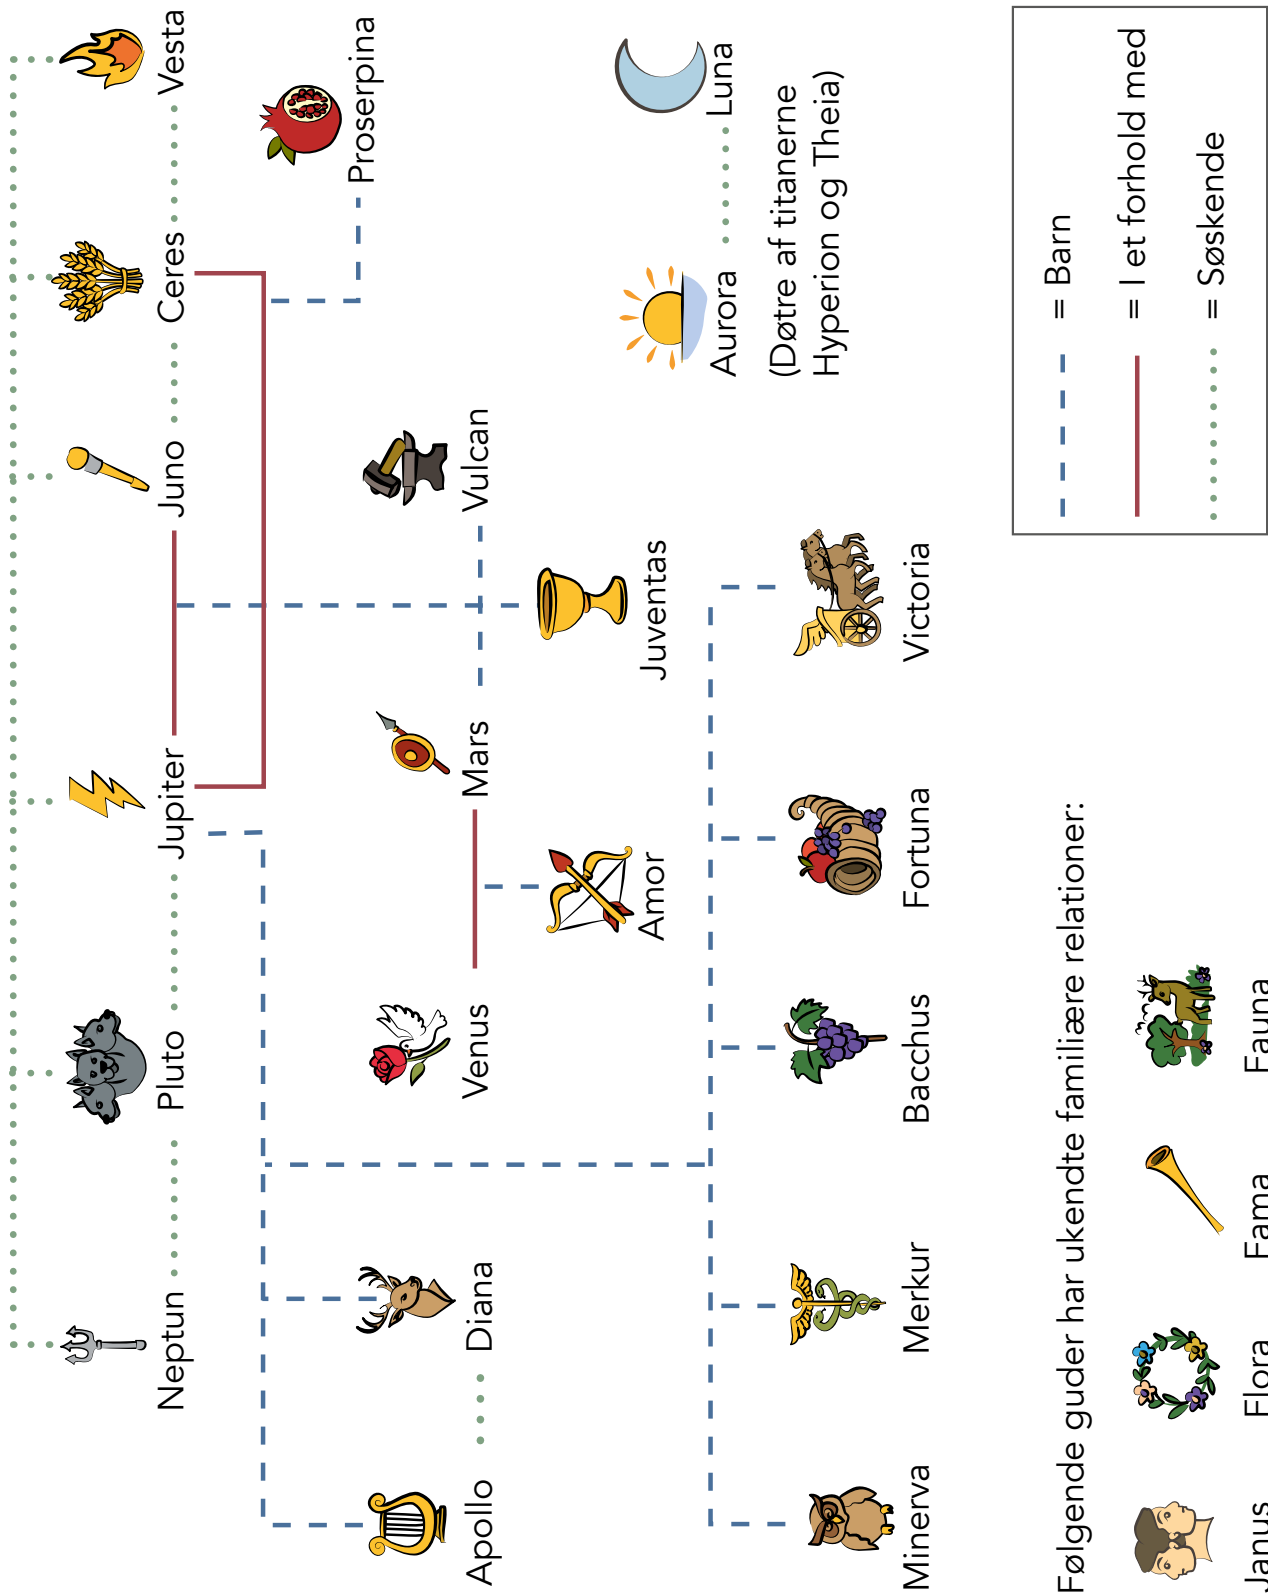 Neptun
Pluto
Jupiter
Juno
Ceres
Vesta
Proserpina
Apollo
Diana
Venus
Mars
Vulcan
Amor
Juventas
Aurora
Luna
(Døtre af titanerne
Hyperion og Theia)
Minerva
Merkur
Bacchus
Fortuna
Victoria
Følgende guder har ukendte familiære relationer:
Janus
Flora
Fama
Fauna
= Barn
= I et forhold med
= Søskende